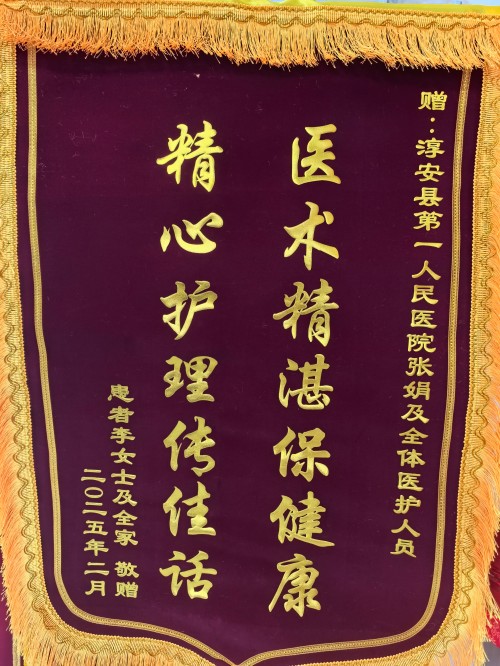 赠：淳安县第一人民医院张娟及全体医护人员
医术精湛保健康
精心护理传佳话
患者李女士及全家 敬赠
二〇二五年二月